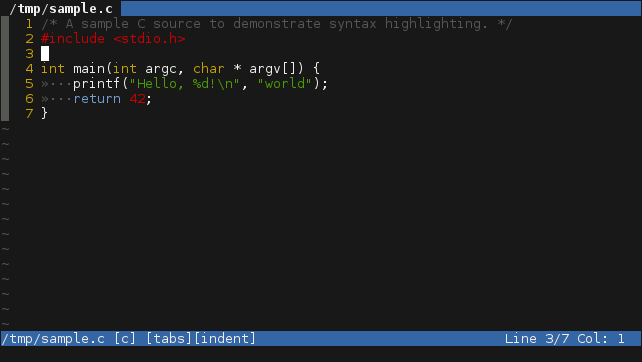 /tmp/sample.c
1 /* A sample C source to demonstrate syntax highlighting. */
2 #include <stdio.h>
3
4 int main(int argc, char * argv[]) {
5 »···printf("Hello, %d!\n", "world");
6 »···return 42;
7 }
~
~
~
~
~
~
~
~
~
~
~
~
~
~
/tmp/sample.c [c] [tabs][indent] Line 3/7 Col: 1